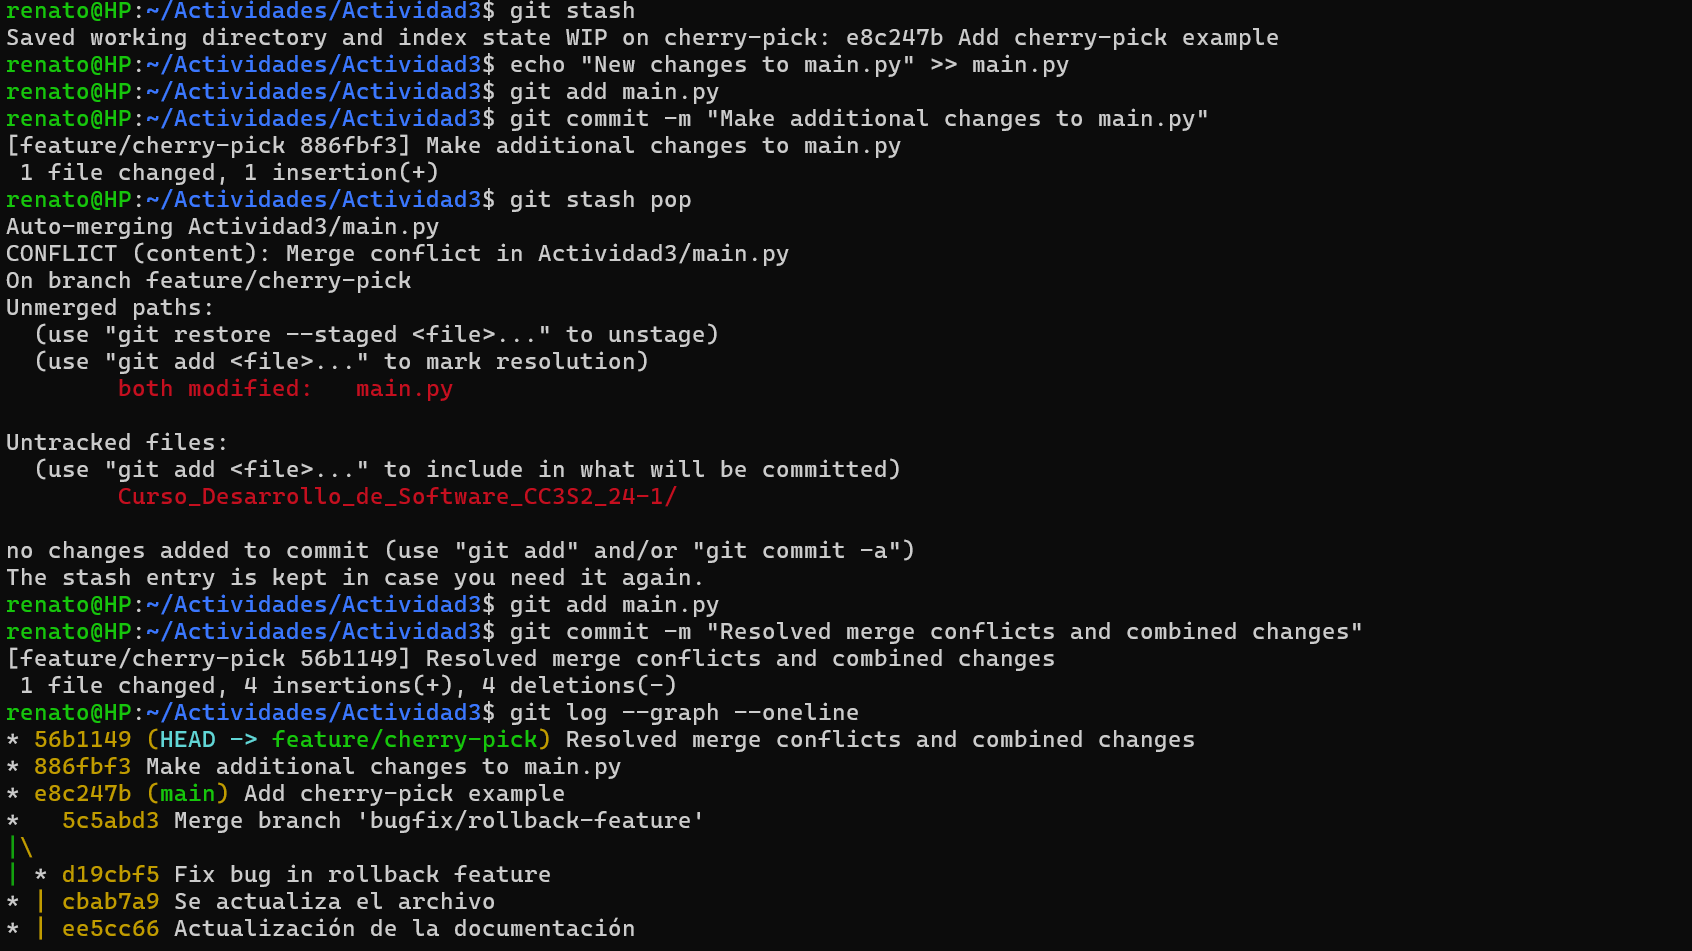 renato@HP:~/Actividades/Actividad3$ git stash
Saved working directory and index state WIP on cherry-pick: e8c247b Add cherry-pick example
renato@HP:~/Actividades/Actividad3$ echo "New changes to main.py" >> main.py
renato@HP:~/Actividades/Actividad3$ git add main.py
renato@HP:~/Actividades/Actividad3$ git commit -m "Make additional changes to main.py"
[feature/cherry-pick 886fbf3] Make additional changes to main.py
 1 file changed, 1 insertion(+)
renato@HP:~/Actividades/Actividad3$ git stash pop
Auto-merging Actividad3/main.py
CONFLICT (content): Merge conflict in Actividad3/main.py
On branch feature/cherry-pick
Unmerged paths:
  (use "git restore --staged <file>..." to unstage)
  (use "git add <file>..." to mark resolution)
        both modified:   main.py

Untracked files:
  (use "git add <file>..." to include in what will be committed)
        Curso_Desarrollo_de_Software_CC3S2_24-1/

no changes added to commit (use "git add" and/or "git commit -a")
The stash entry is kept in case you need it again.
renato@HP:~/Actividades/Actividad3$ git add main.py
renato@HP:~/Actividades/Actividad3$ git commit -m "Resolved merge conflicts and combined changes"
[feature/cherry-pick 56b1149] Resolved merge conflicts and combined changes
 1 file changed, 4 insertions(+), 4 deletions(-)
renato@HP:~/Actividades/Actividad3$ git log --graph --oneline
* 56b1149 (HEAD -> feature/cherry-pick) Resolved merge conflicts and combined changes
* 886fbf3 Make additional changes to main.py
* e8c247b (main) Add cherry-pick example
*   5c5abd3 Merge branch 'bugfix/rollback-feature'
|\
| * d19cbf5 Fix bug in rollback feature
* | cbab7a9 Se actualiza el archivo
* | ee5cc66 Actualización de la documentación